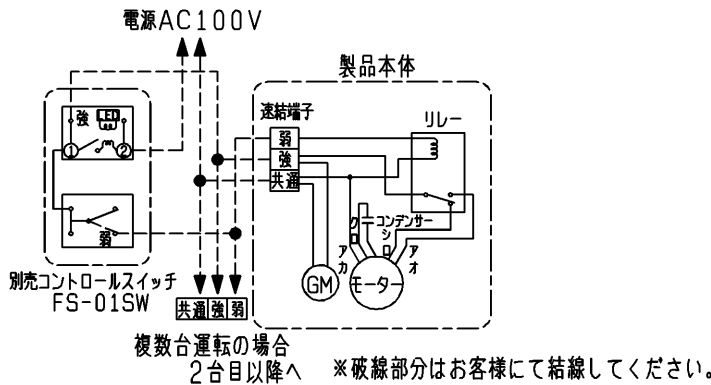 電源AC100V
製品本体
速結端子
リレー
強
LED
①
②
弱
強
共通
弱
コンデンサー
クロ
シロ
アカ
アオ
GM
モーター
別売コントロールスイッチ
FS-01SW
共通 強 弱
複数台運転の場合
2台目以降へ
※破線部分はお客様にて結線してください。